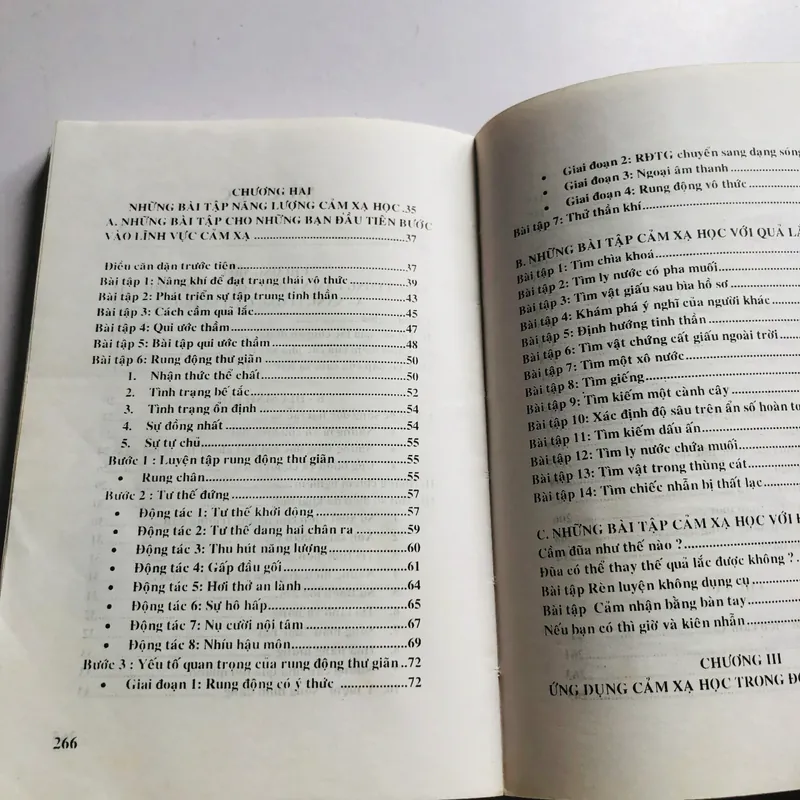 CHƯƠNG HAI
NHỮNG BÀI TẬP NĂNG LƯỢNG CẢM XẠ HỌC .35
A. NHỮNG BÀI TẬP CHO NHỮNG BẠN ĐẦU TIÊN BƯỚC
VÀO LĨNH VỰC CẢM XẠ ........................37
Điều căn dặn trước tiên ........................37
Bài tập 1: Năng khí để đạt trạng thái vô thức ........................39
Bài tập 2: Phát triển sự tập trung tinh thần ........................43
Bài tập 3: Cách cầm quả lắc ........................45
Bài tập 4: Qui ước thầm ........................47
Bài tập 5: Bài tập qui ước thầm ........................48
Bài tập 6: Rung động thư giãn ........................50
1. Nhận thức thể chất ........................50
2. Tình trạng bế tắc ........................52
3. Tình trạng ổn định ........................54
4. Sự đồng nhất ........................54
5. Sự tự chủ ........................55
Bước 1 : Luyện tập rung động thư giãn ........................55
• Rung chân ........................55
Bước 2 : Tư thế đứng ........................57
• Động tác 1: Tư thế khởi động ........................57
• Động tác 2: Tư thế dang hai chân ra ........................59
• Động tác 3: Thu hút năng lượng ........................60
• Động tác 4: Gấp đầu gối ........................61
• Động tác 5: Hơi thở an lành ........................64
• Động tác 6: Sự hô hấp ........................65
• Động tác 7: Nụ cười nội tâm ........................67
• Động tác 8: Nhíu hậu môn ........................69
Bước 3 : Yếu tố quan trọng của rung động thư giãn ..72
• Giai đoạn 1: Rung động có ý thức ........................72
266
• Giai đoạn 2: RĐTG chuyển sang dạng sóng
• Giai đoạn 3: Ngoại âm thanh ........................
• Giai đoạn 4: Rung động vô thức ........................
Bài tập 7: Thử thần khí ........................
B. NHỮNG BÀI TẬP CẢM XẠ HỌC VỚI QUẢ
Bài tập 1: Tìm chìa khoá ........................
Bài tập 2: Tìm ly nước có pha muối ........................
Bài tập 3: Tìm vật giấu sau bìa hồ sơ ........................
Bài tập 4: Khám phá ý nghĩ của người khác ........................
Bài tập 5: Định hướng tinh thần ........................
Bài tập 6: Tìm vật chứng cất giấu ngoài trời ........................
Bài tập 7: Tìm một xô nước ........................
Bài tập 8: Tìm giếng ........................
Bài tập 9: Tìm kiếm một cành cây ........................
Bài tập 10: Xác định độ sâu trên ẩn số hoàn
Bài tập 11: Tìm kiếm dấu ấn ........................
Bài tập 12: Tìm ly nước chứa muối ........................
Bài tập 13: Tìm vật trong thùng cát ........................
Bài tập 14: Tìm chiếc nhẫn bị thất lạc ........................
C. NHỮNG BÀI TẬP CẢM XẠ HỌC VỚI
Cầm đũa như thế nào ? ........................
Đũa có thể thay thế quả lắc được không ? ........................
Bài tập Rèn luyện không dụng cụ ........................
Bài tập Cảm nhận bằng bàn tay ........................
Nếu bạn có thì giờ và kiên nhẫn ........................
CHƯƠNG III
ỨNG DỤNG CẢM XẠ HỌC TRONG